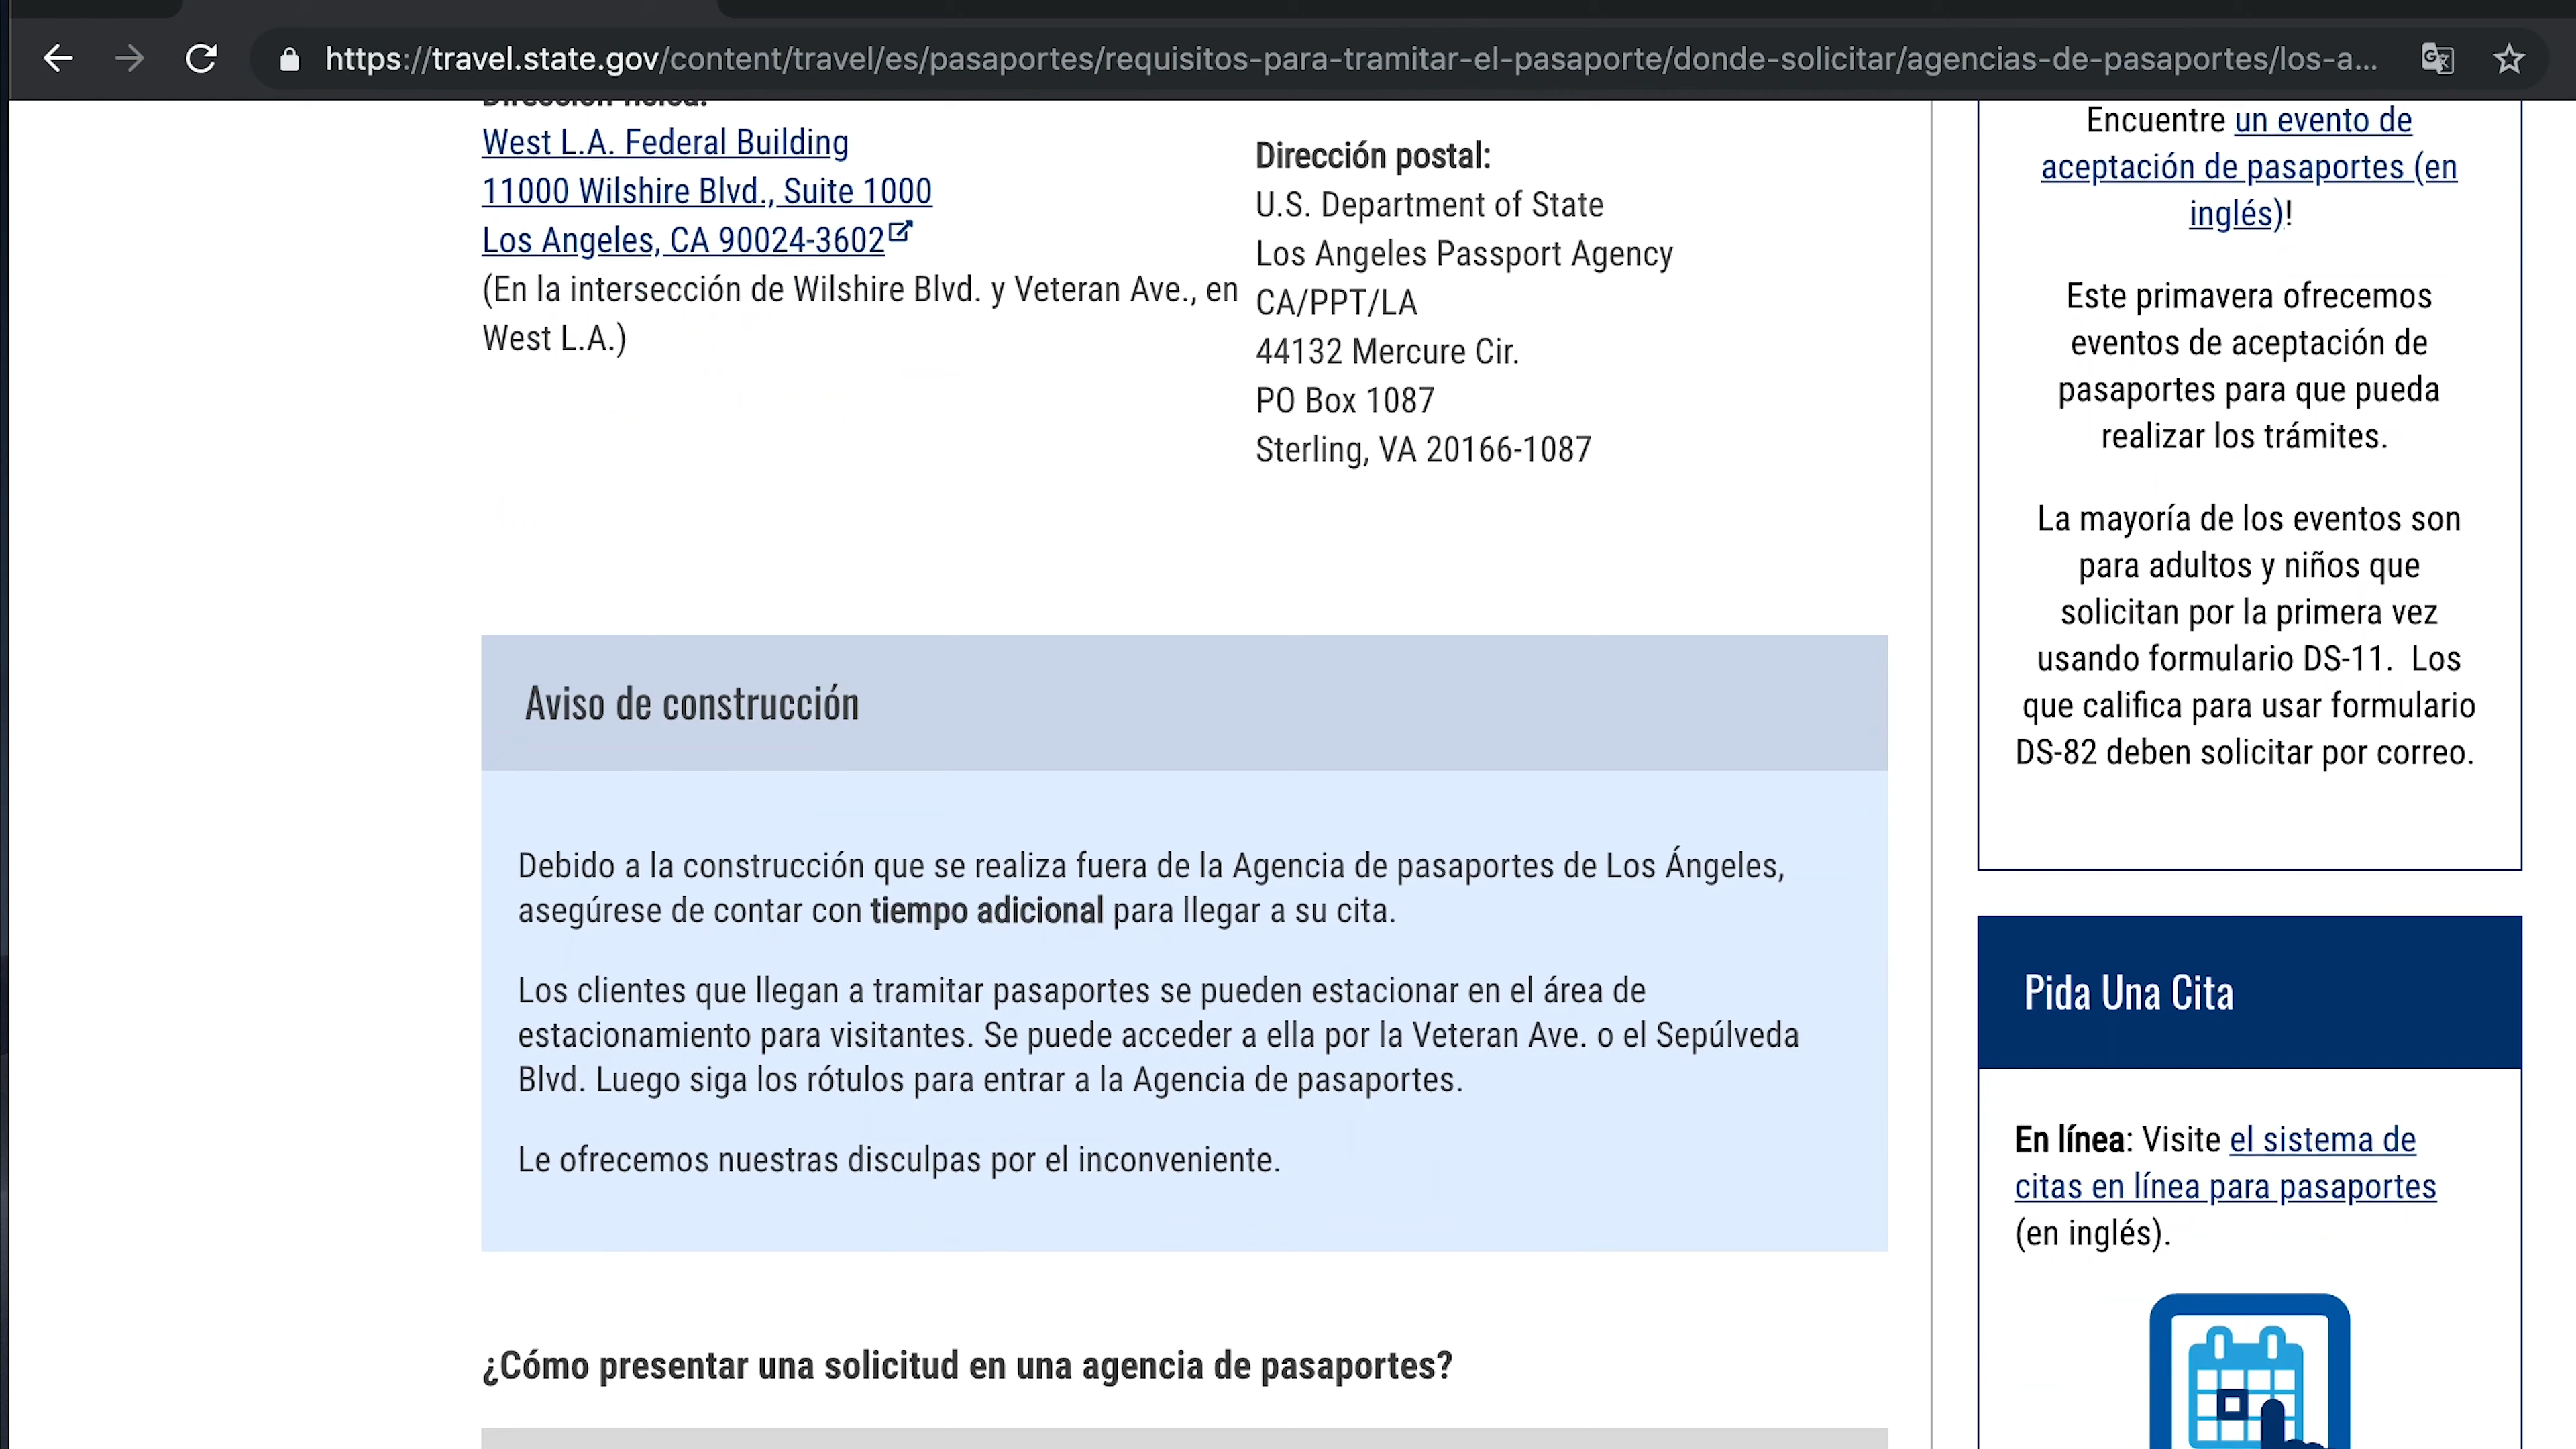 https://travel.state.gov/content/travel/es/pasaportes/requisitos-para-tramitar-el-pasaporte/donde-solicitar/agencias-de-pasaportes/los-a...
Dirección física:
West L.A. Federal Building
11000 Wilshire Blvd., Suite 1000
Los Angeles, CA 90024-3602
(En la intersección de Wilshire Blvd. y Veteran Ave., en
West L.A.)
Dirección postal:
U.S. Department of State
Los Angeles Passport Agency
CA/PPT/LA
44132 Mercure Cir.
PO Box 1087
Sterling, VA 20166-1087
Aviso de construcción
Debido a la construcción que se realiza fuera de la Agencia de pasaportes de Los Ángeles,
asegúrese de contar con tiempo adicional para llegar a su cita.
Los clientes que llegan a tramitar pasaportes se pueden estacionar en el área de
estacionamiento para visitantes. Se puede acceder a ella por la Veteran Ave. o el Sepúlveda
Blvd. Luego siga los rótulos para entrar a la Agencia de pasaportes.
Le ofrecemos nuestras disculpas por el inconveniente.
¿Cómo presentar una solicitud en una agencia de pasaportes?
Encuentre un evento de
aceptación de pasaportes (en
inglés)!
Este primavera ofrecemos
eventos de aceptación de
pasaportes para que pueda
realizar los trámites.
La mayoría de los eventos son
para adultos y niños que
solicitan por la primera vez
usando formulario DS-11. Los
que califica para usar formulario
DS-82 deben solicitar por correo.
Pida Una Cita
En línea: Visite el sistema de
citas en línea para pasaportes
(en inglés).